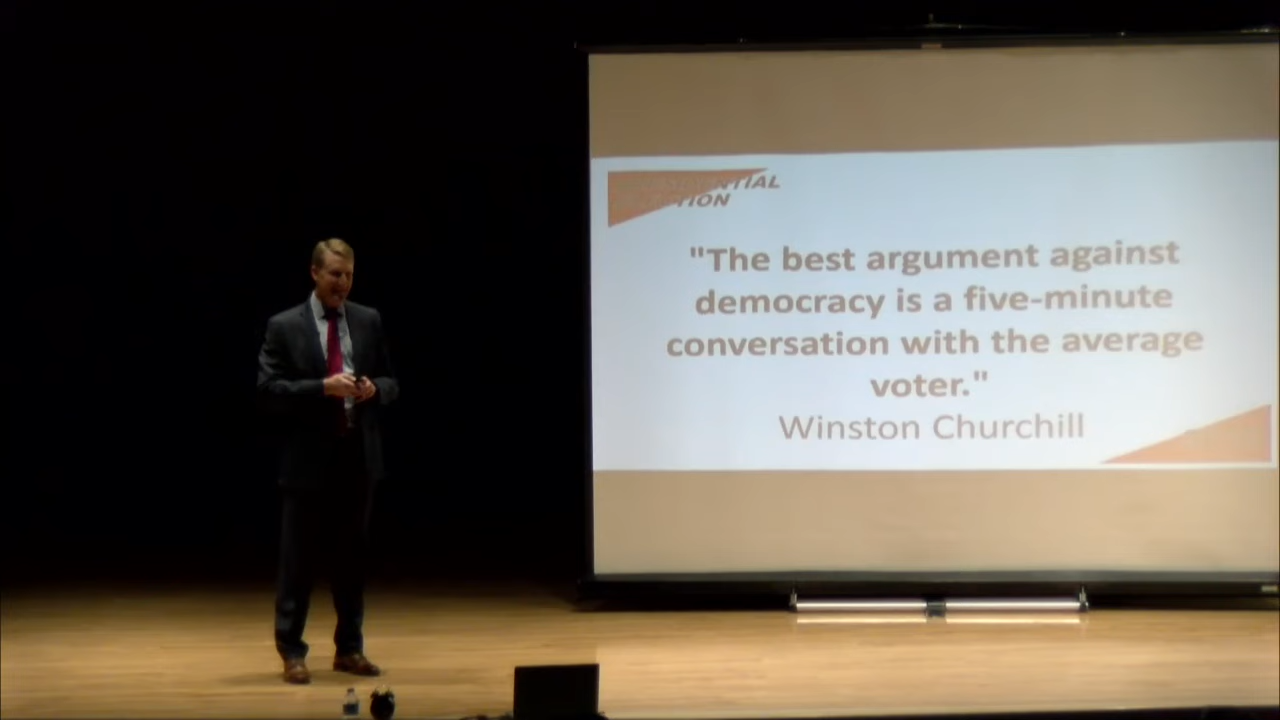 "The best argument against
democracy is a five-minute
conversation with the average
voter."
Winston Churchill